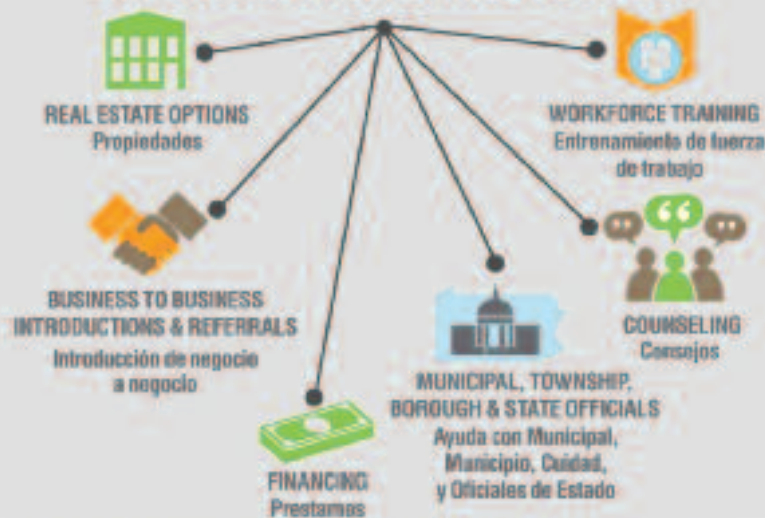 REAL ESTATE OPTIONS
Propiedades
WORKFORCE TRAINING
Entrenamiento de fuerza
de trabajo
BUSINESS TO BUSINESS
INTRODUCTIONS & REFERRALS
Introducción de negocio
a negocio
COUNSELING
Consejos
MUNICIPAL, TOWNSHIP,
BOROUGH & STATE OFFICIALS
Ayuda con Municipal,
Municipio, Cuidad,
y Oficiales de Estado
FINANCING
Prestamos